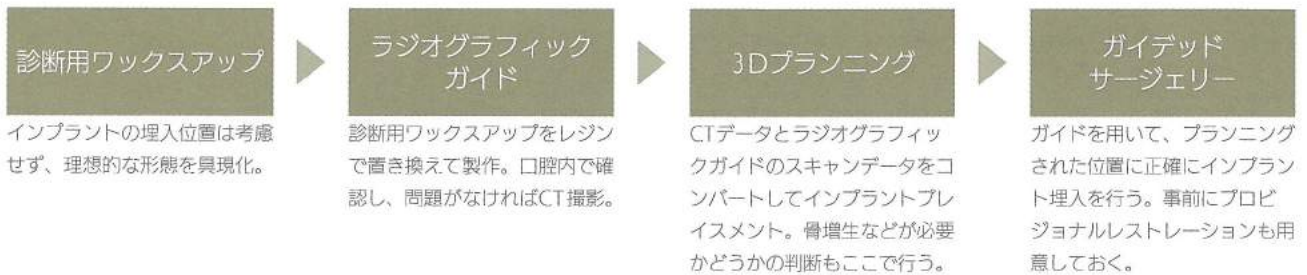 診断用ワックスアップ
インプラントの埋入位置は考慮
せず、理想的な形態を具現化。
ラジオグラフィック
ガイド
診断用ワックスアップをレジン
で置き換えて製作。口腔内で確
認し、問題がなければCT撮影。
3Dプランニング
CTデータとラジオグラフィッ
クガイドのスキャンデータをコ
ンバートしてインプラントプレ
イスメント。骨増生などが必要
かどうかの判断もここで行う。
ガイデッド
サージェリー
ガイドを用いて、プランニング
された位置に正確にインプラン
ト埋入を行う。事前にプロビ
ジョナルレストレーションも用
意しておく。